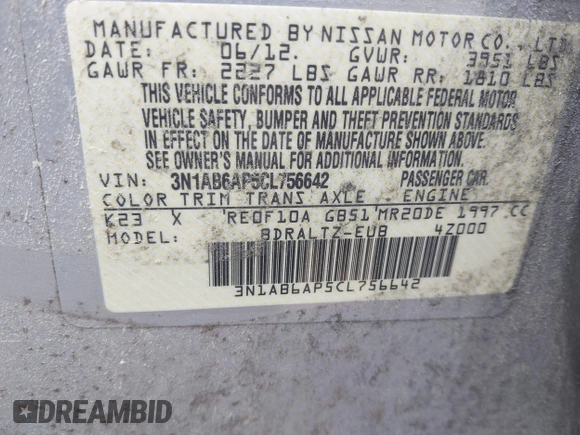 MANUFACTURED BY NISSAN MOTOR CO., LTD
DATE: 06/12. GVWR: 3951 LBS
GAWR FR: 2227 LBS GAWR RR: 1810 LBS
THIS VEHICLE CONFORMS TO ALL APPLICABLE FEDERAL MOTOR
VEHICLE SAFETY, BUMPER AND THEFT PREVENTION STANDARDS
IN EFFECT ON THE DATE OF MANUFACTURE SHOWN ABOVE.
SEE OWNER'S MANUAL FOR ADDITIONAL INFORMATION
VIN: 3N1AB6AP5CL756642 PASSENGER CAR.
COLOR TRIM TRANS AXLE ENGINE
K23 X RE0F10A GB51 MR20DE 1997 CC
MODEL: BDRALTZ-EUB 4Z000
3N1AB6AP5CL756642
DREAMBID